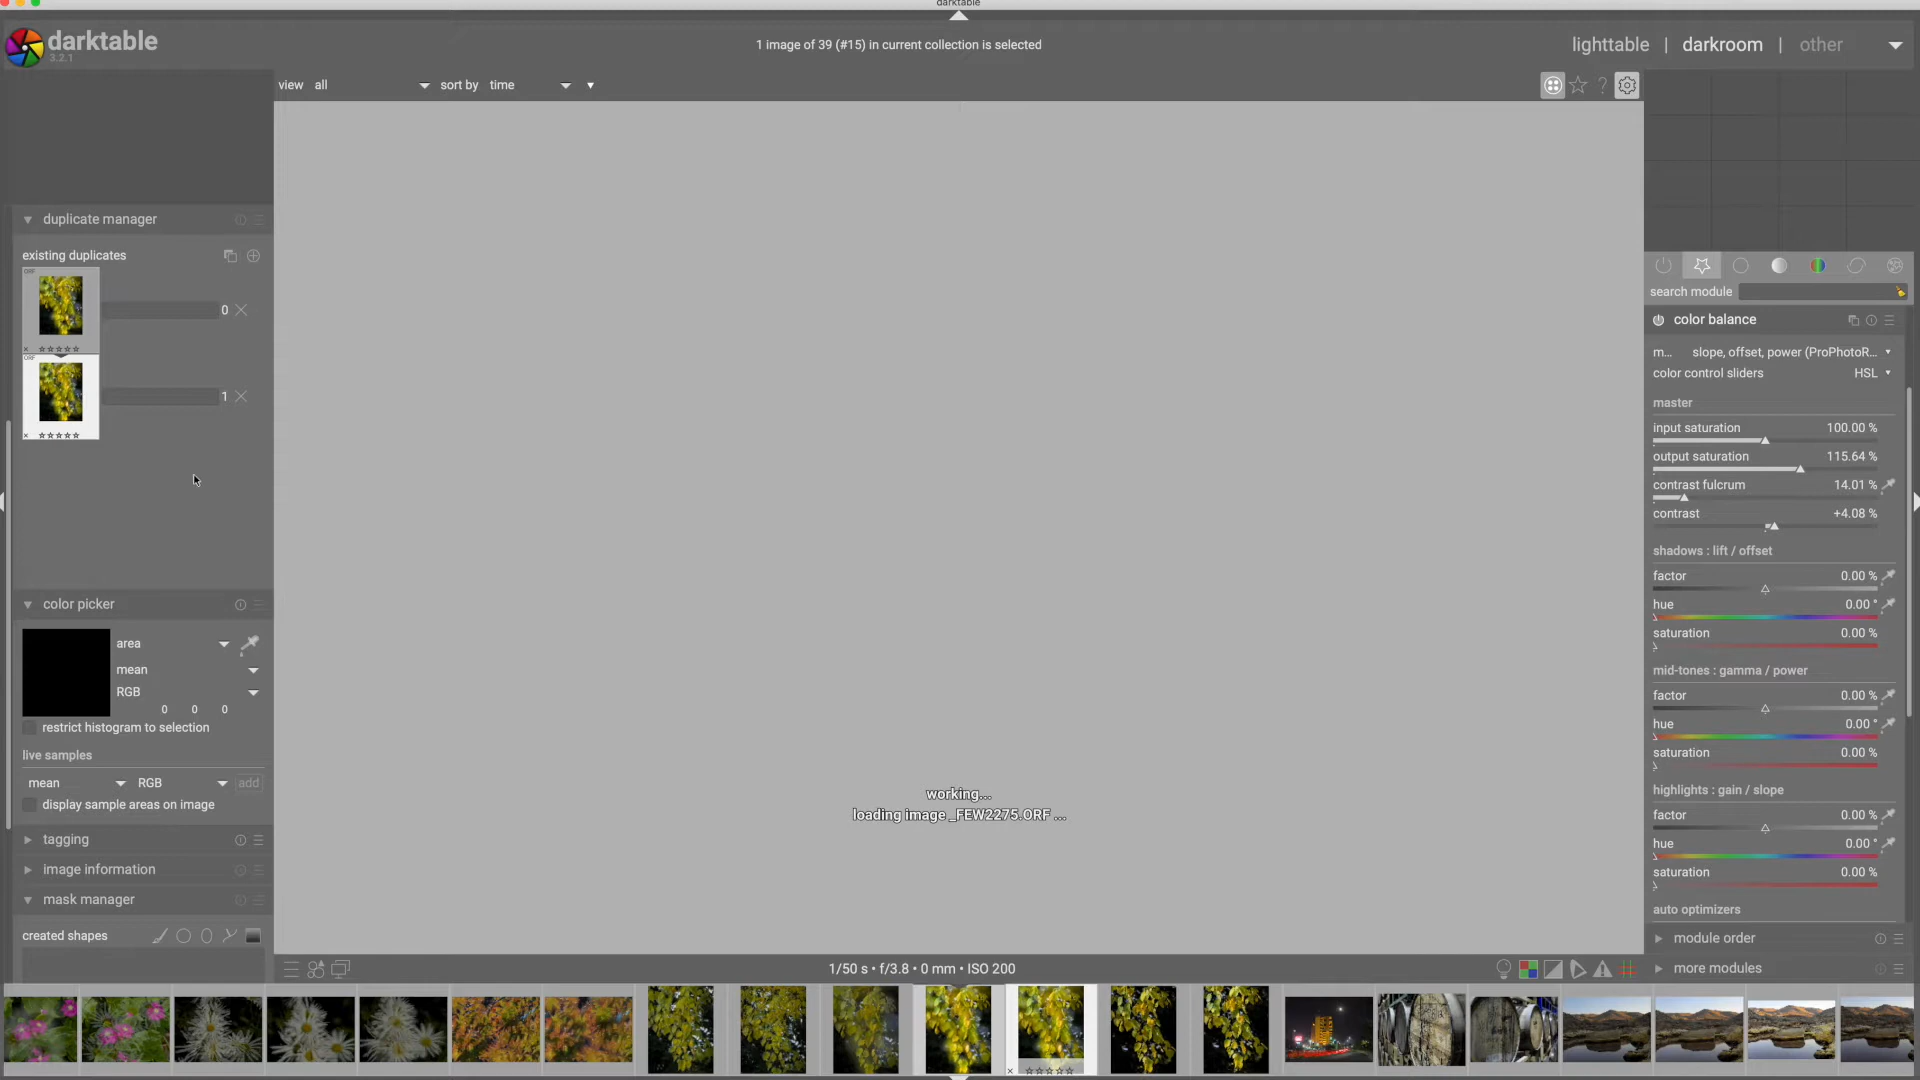 darktable
darktable
3.2.1
1 image of 39 (#15) in current collection is selected
lighttable | darkroom | other
view all sort by time
?
duplicate manager
existing duplicates
ORF
0
ORF
1
color picker
area
mean
RGB
0 0 0
restrict histogram to selection
live samples
mean RGB add
display sample areas on image
tagging
image information
mask manager
created shapes
working...
loading image _FEW2275.ORF ...
1/50 s • f/3.8 • 0 mm • ISO 200
search module
color balance
m... slope, offset, power (ProPhotoR...
color control sliders HSL
master
input saturation 100.00 %
output saturation 115.64 %
contrast fulcrum 14.01 %
contrast +4.08 %
shadows : lift / offset
factor 0.00 %
hue 0.00 °
saturation 0.00 %
mid-tones : gamma / power
factor 0.00 %
hue 0.00 °
saturation 0.00 %
highlights : gain / slope
factor 0.00 %
hue 0.00 °
saturation 0.00 %
auto optimizers
module order
more modules